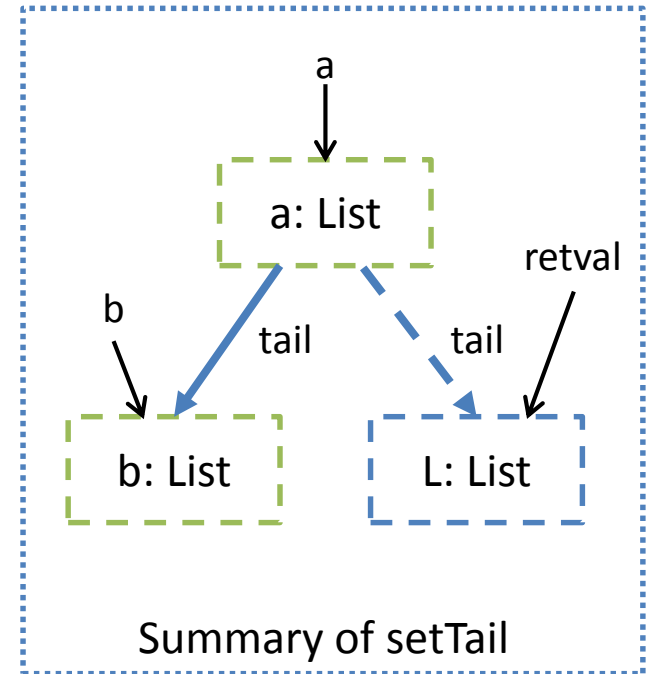 a
a: List
retval
b
tail
tail
b: List
L: List
Summary of setTail